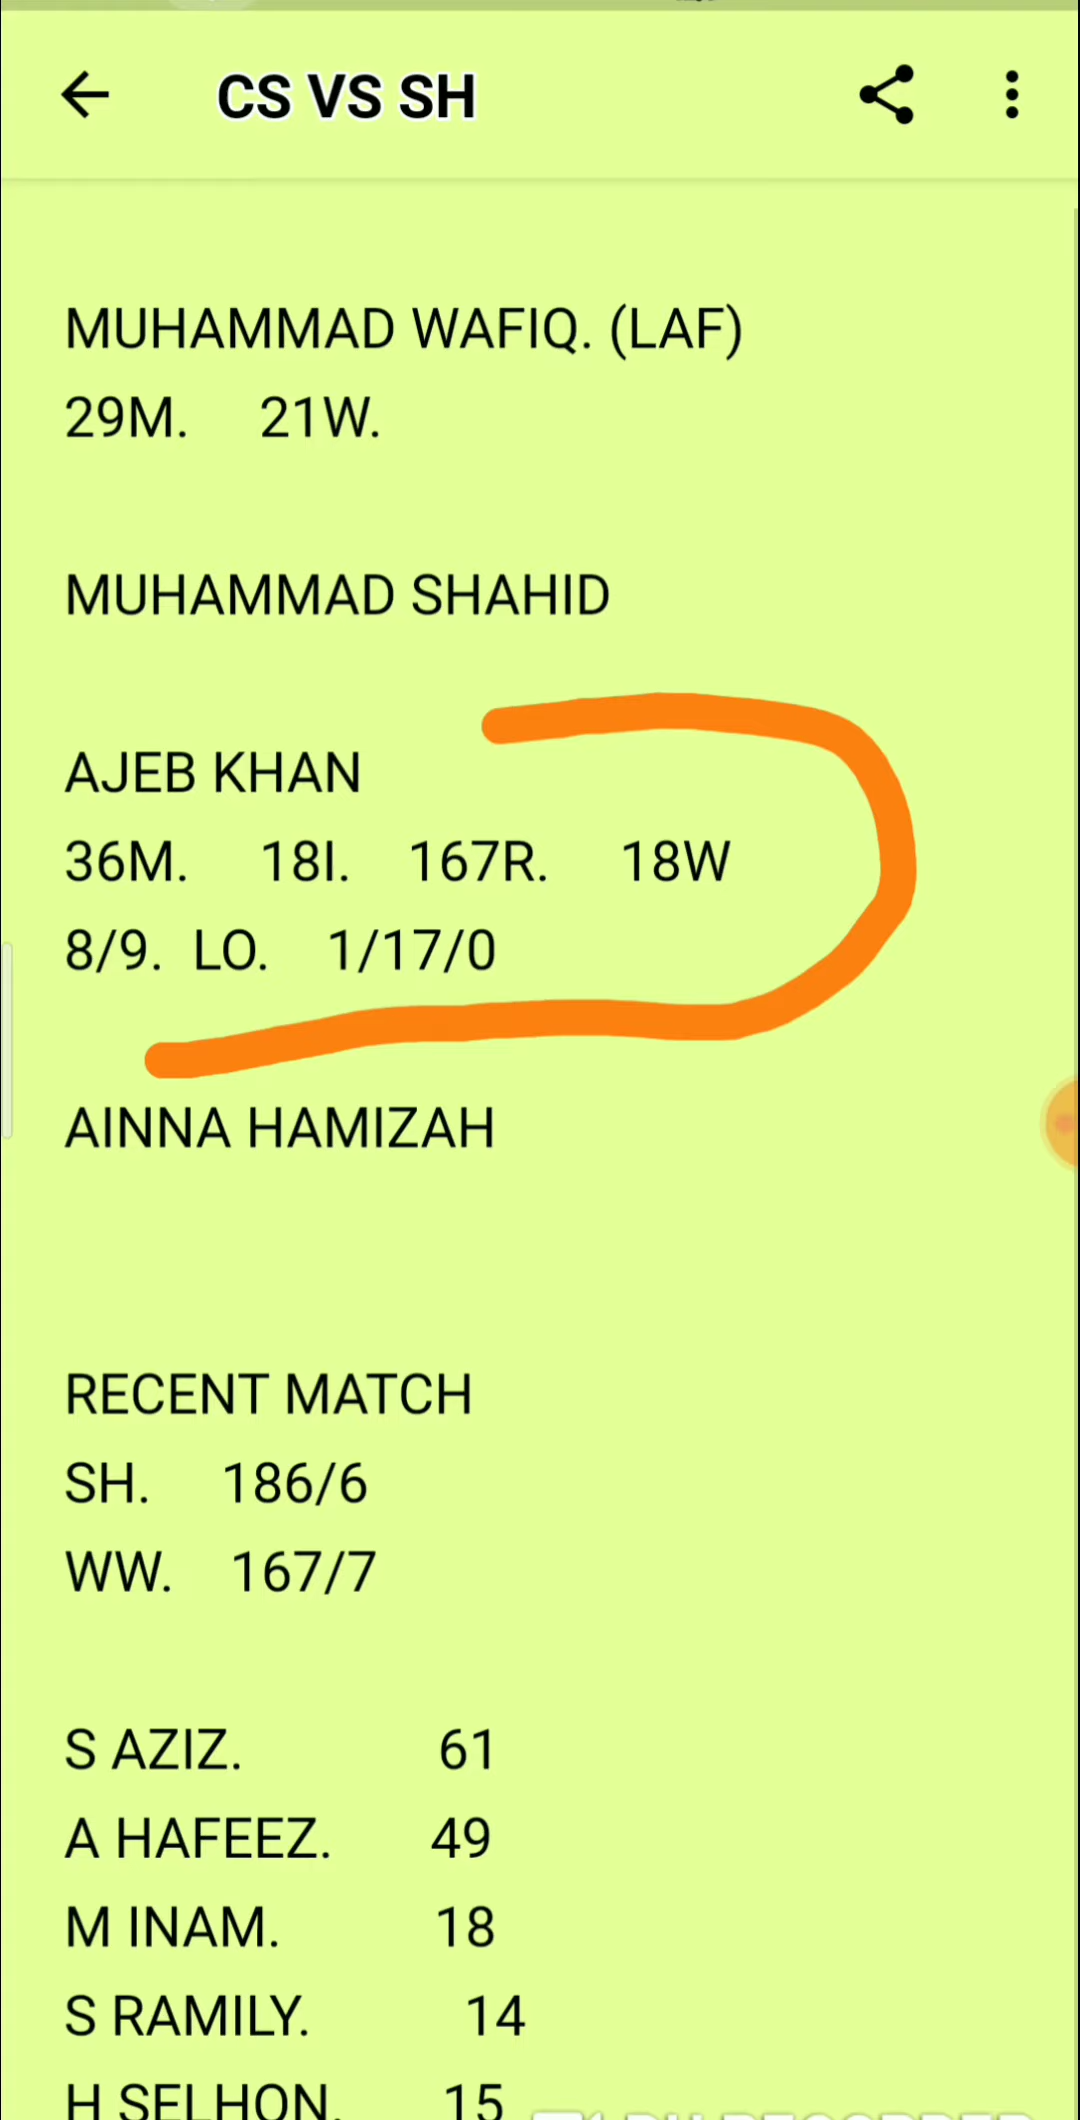 CS VS SH
MUHAMMAD WAFIQ. (LAF)
29M. 21W.
MUHAMMAD SHAHID
AJEB KHAN
36M. 18I. 167R. 18W
8/9. LO. 1/17/0
AINNA HAMIZAH
RECENT MATCH
SH. 186/6
WW. 167/7
S AZIZ. 61
A HAFEEZ. 49
M INAM. 18
S RAMILY. 14
H SELHON. 15